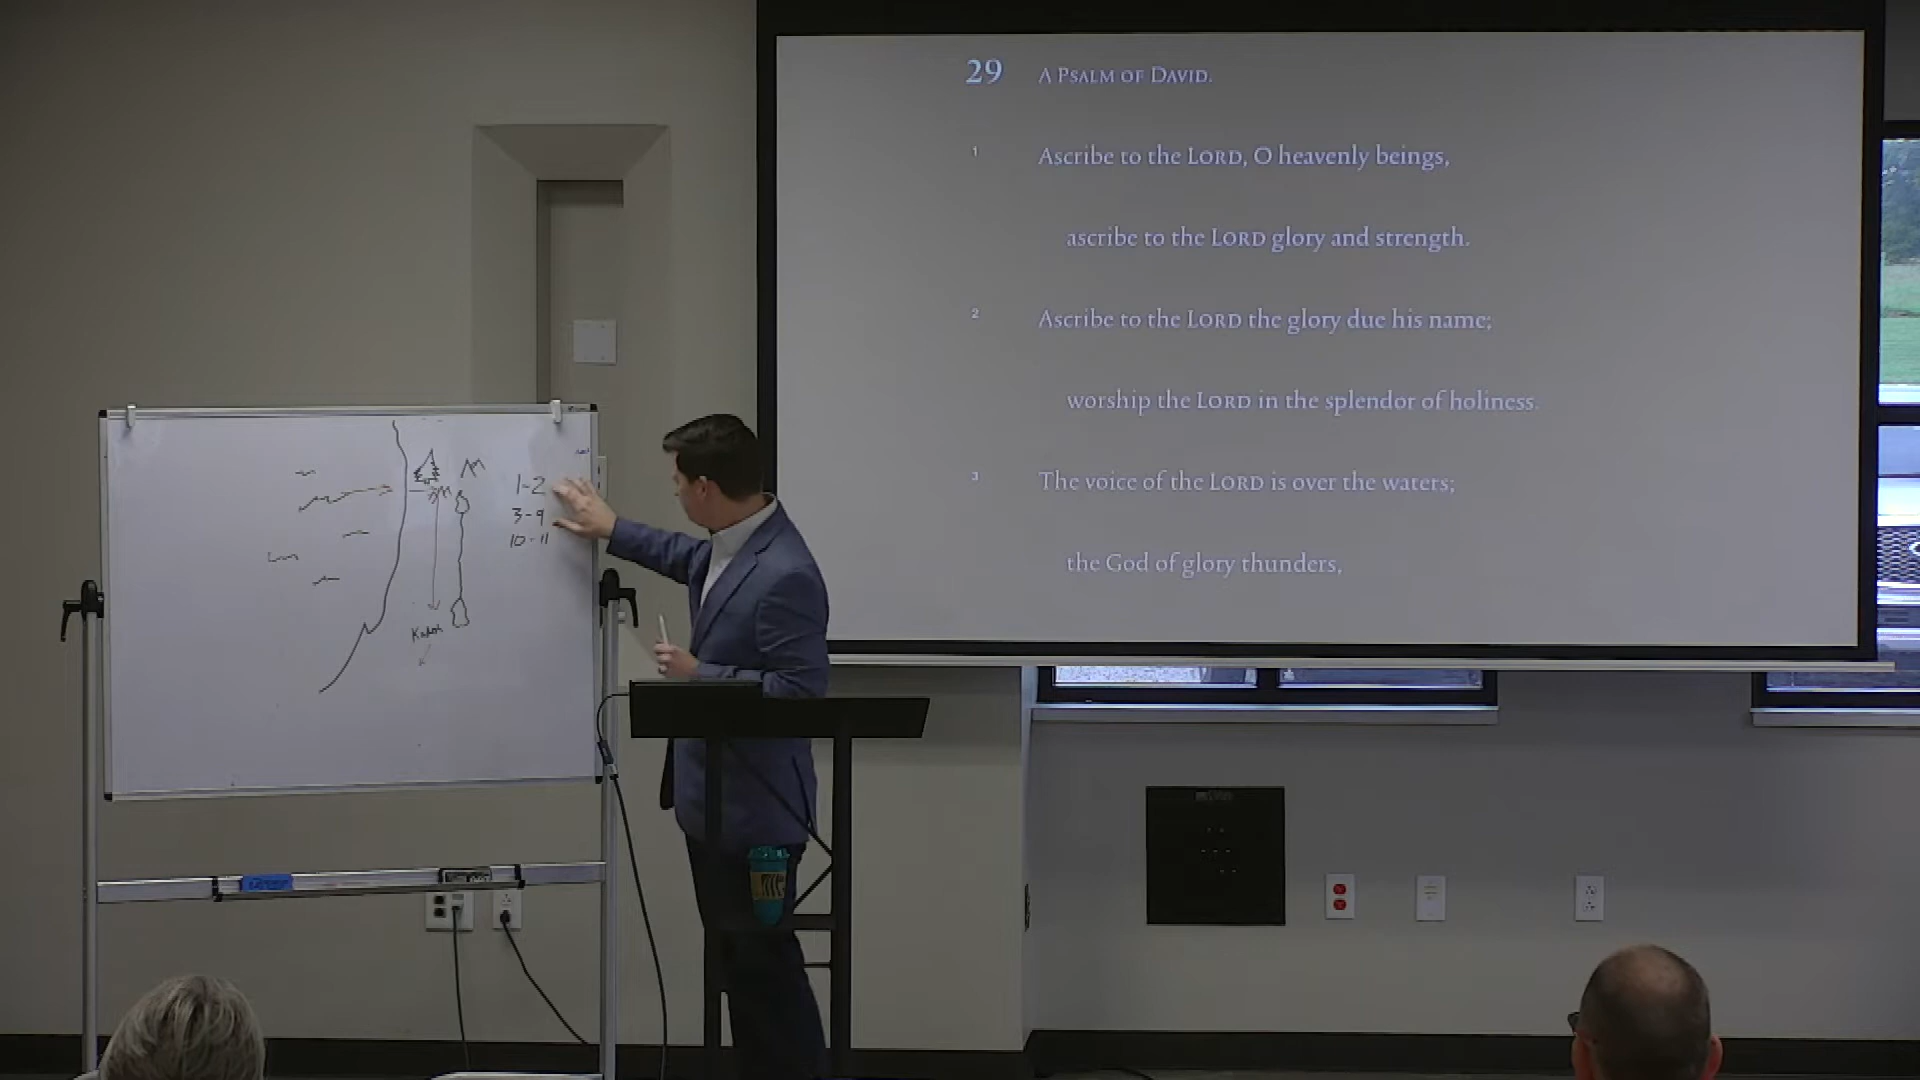 29 A Psalm of David.
1 Ascribe to the Lord, O heavenly beings,
ascribe to the Lord glory and strength.
2 Ascribe to the Lord the glory due his name;
worship the Lord in the splendor of holiness.
3 The voice of the Lord is over the waters;
the God of glory thunders,
1-2
3-9
10-11